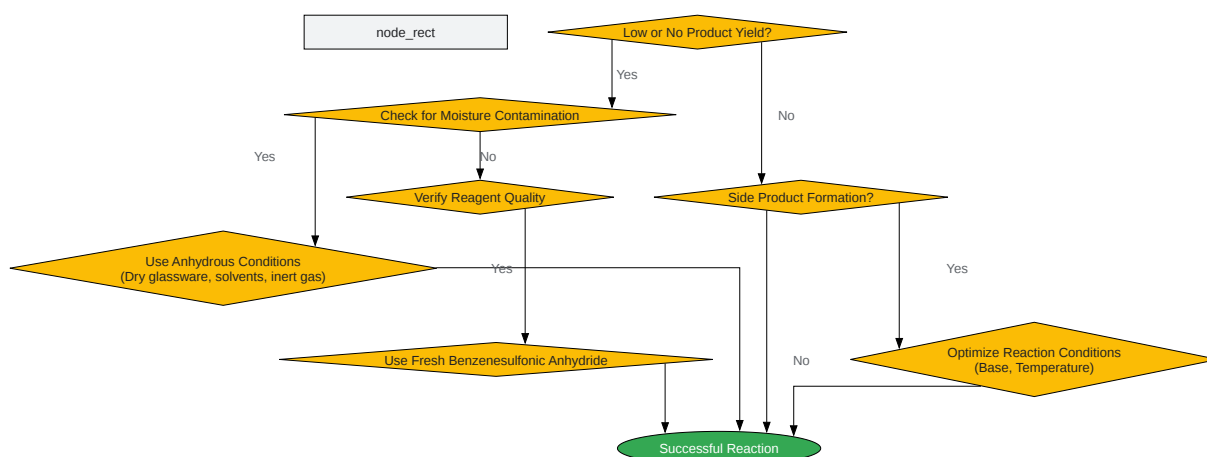 node_rect
Low or No Product Yield?
Yes
Check for Moisture Contamination
No
Yes
No
Verify Reagent Quality
Side Product Formation?
Use Anhydrous Conditions
(Dry glassware, solvents, inert gas)
Yes
Yes
Use Fresh Benzenesulfonic Anhydride
No
Optimize Reaction Conditions
(Base, Temperature)
Successful Reaction